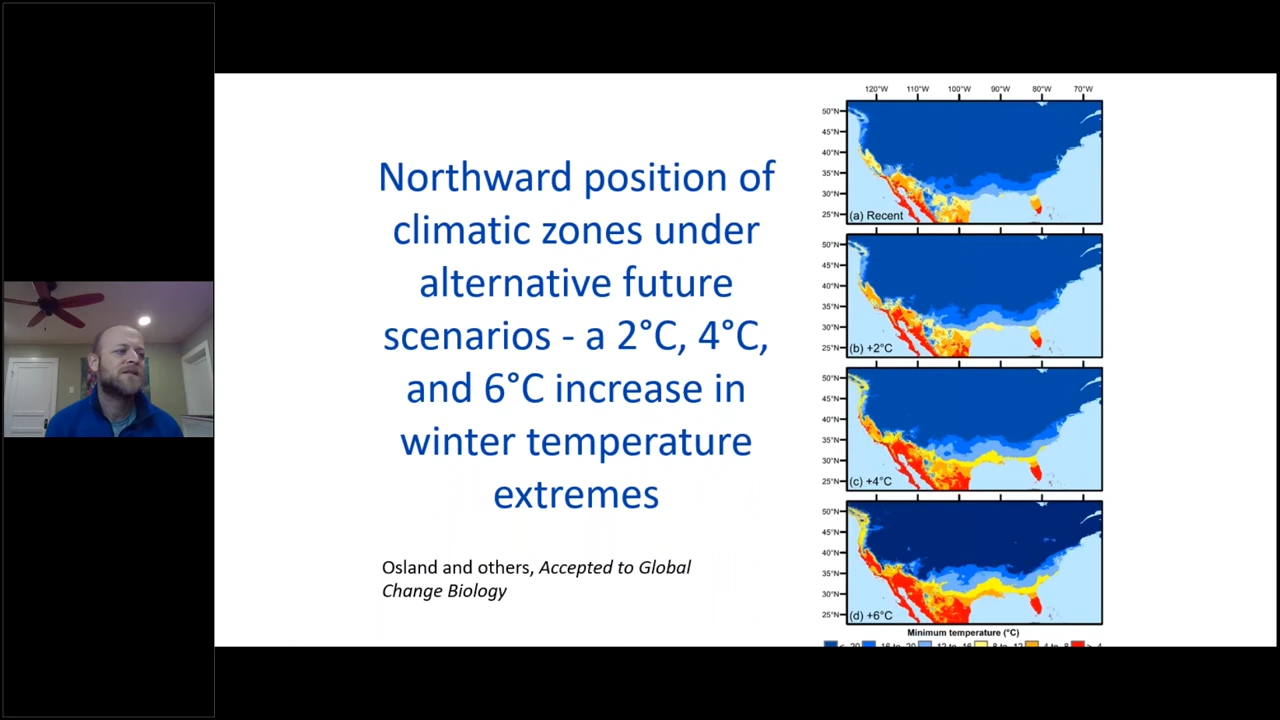 Northward position of
climatic zones under
alternative future
scenarios - a 2°C, 4°C,
and 6°C increase in
winter temperature
extremes
Osland and others, Accepted to Global
Change Biology
120°W 110°W 100°W 90°W 80°W 70°W
50°N
45°N
40°N
35°N
30°N
25°N
(a) Recent
50°N
45°N
40°N
35°N
30°N
25°N
(b) +2°C
50°N
45°N
40°N
35°N
30°N
25°N
(c) +4°C
50°N
45°N
40°N
35°N
30°N
25°N
(d) +6°C
Minimum temperature (°C)